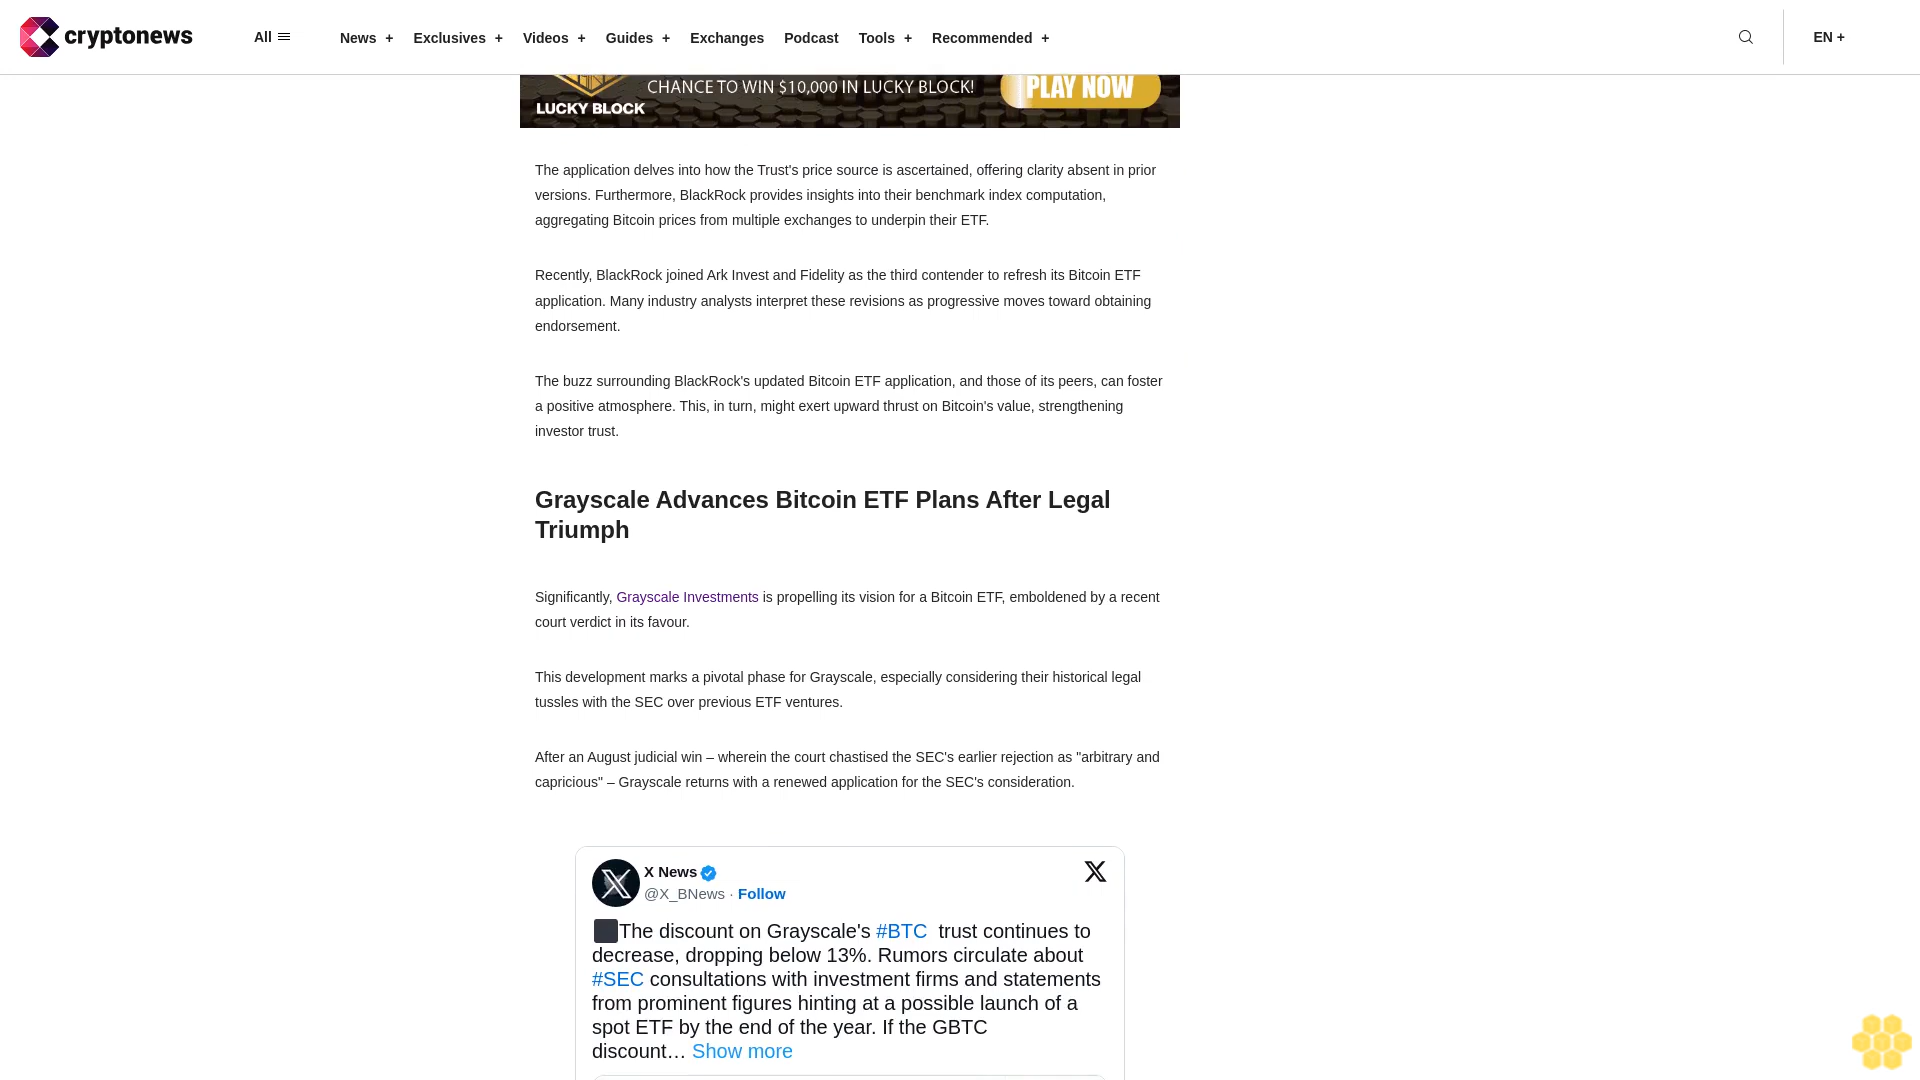 cryptonews
All
News +
Exclusives +
Videos +
Guides +
Exchanges
Podcast
Tools +
Recommended +
EN +
CHANCE TO WIN $10,000 IN LUCKY BLOCK!
PLAY NOW
LUCKY BLOCK
The application delves into how the Trust's price source is ascertained, offering clarity absent in prior
versions. Furthermore, BlackRock provides insights into their benchmark index computation,
aggregating Bitcoin prices from multiple exchanges to underpin their ETF.
Recently, BlackRock joined Ark Invest and Fidelity as the third contender to refresh its Bitcoin ETF
application. Many industry analysts interpret these revisions as progressive moves toward obtaining
endorsement.
The buzz surrounding BlackRock's updated Bitcoin ETF application, and those of its peers, can foster
a positive atmosphere. This, in turn, might exert upward thrust on Bitcoin's value, strengthening
investor trust.
Grayscale Advances Bitcoin ETF Plans After Legal
Triumph
Significantly, Grayscale Investments is propelling its vision for a Bitcoin ETF, emboldened by a recent
court verdict in its favour.
This development marks a pivotal phase for Grayscale, especially considering their historical legal
tussles with the SEC over previous ETF ventures.
After an August judicial win – wherein the court chastised the SEC's earlier rejection as "arbitrary and
capricious" – Grayscale returns with a renewed application for the SEC's consideration.
X News
@X_BNews · Follow
The discount on Grayscale's #BTC trust continues to
decrease, dropping below 13%. Rumors circulate about
#SEC consultations with investment firms and statements
from prominent figures hinting at a possible launch of a
spot ETF by the end of the year. If the GBTC
discount… Show more